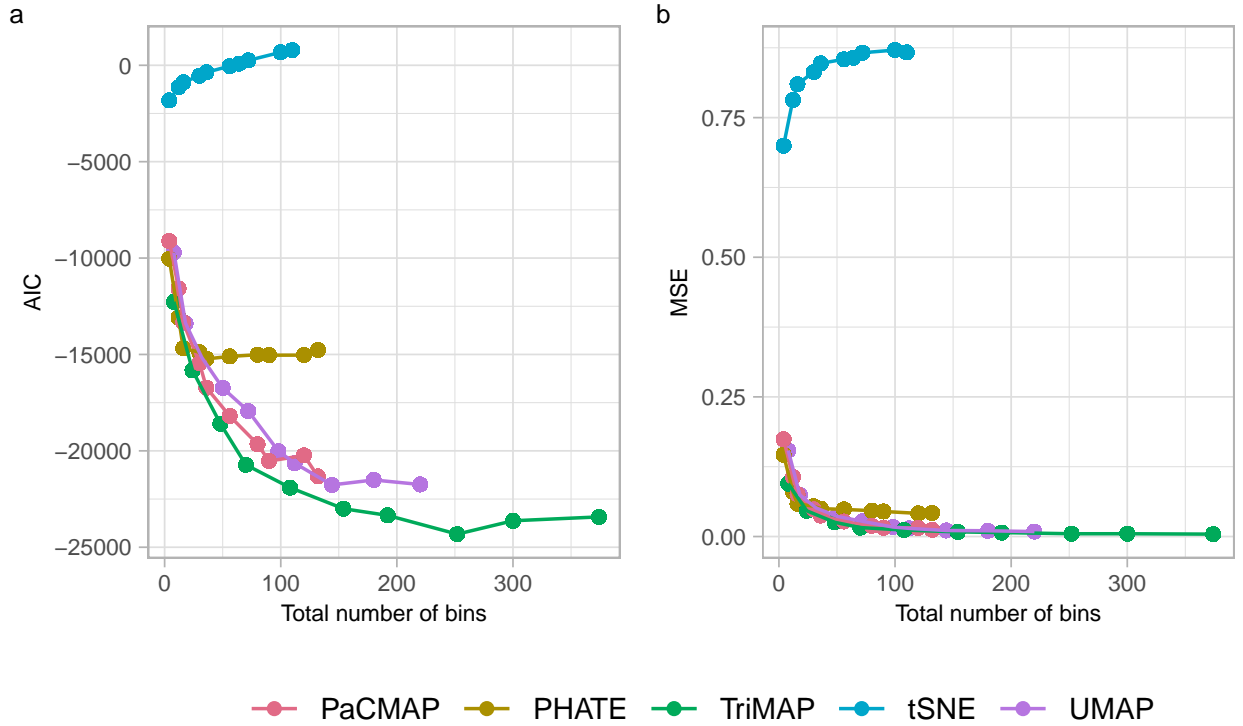 a
b
0
−5000
−10000
−15000
−20000
−25000
AIC
0 100 200 300
Total number of bins
0.75
0.50
0.25
0.00
MSE
0 100 200 300
Total number of bins
PaCMAP PHATE TriMAP tSNE UMAP